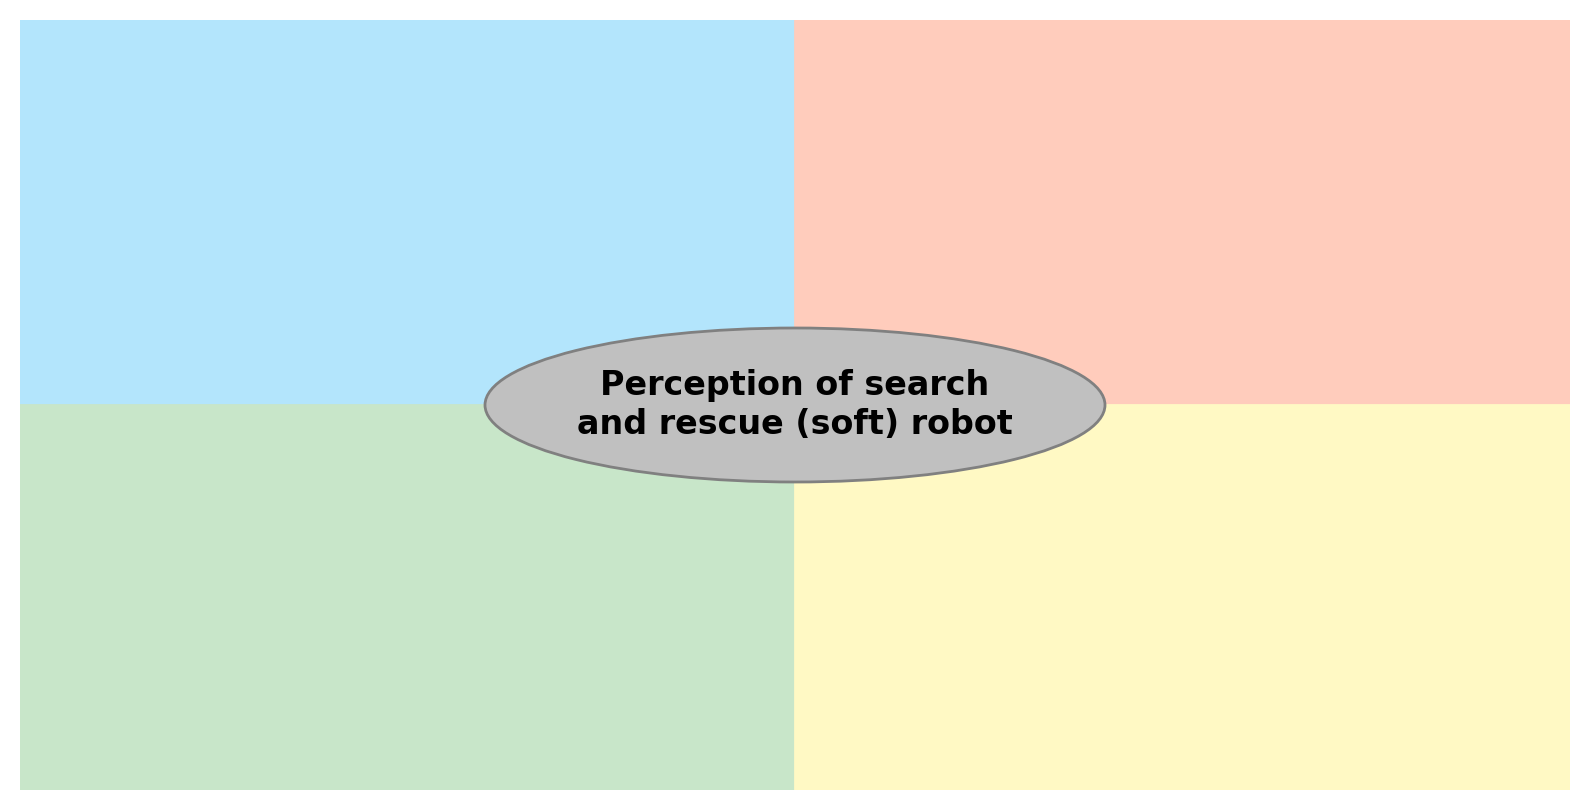 Perception of search
and rescue (soft) robot